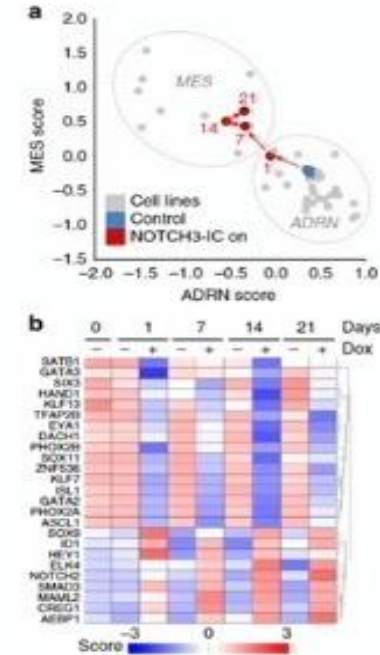 a
2.0
1.5
1.0
0.5
0.0
−0.5
−1.0
−1.5
MES score
MES
21
14
7
1
ADRN
Cell lines
Control
NOTCH3-IC on
−2.0 −1.5 −1.0 −0.5 0.0 0.5 1.0
ADRN score
b
0 1 7 14 21 Days
− − + − + − + − + Dox
SATB1
GATA3
SIX3
HAND1
KLF13
TFAP2B
EYA1
DACH1
PHOX2B
SOX11
ZNF536
KLF7
ISL1
GATA2
PHOX2A
ASCL1
SOX9
ID1
HEY1
ELK4
NOTCH2
SMAD3
MAML2
CREG1
AEBP1
Score −3 0 3